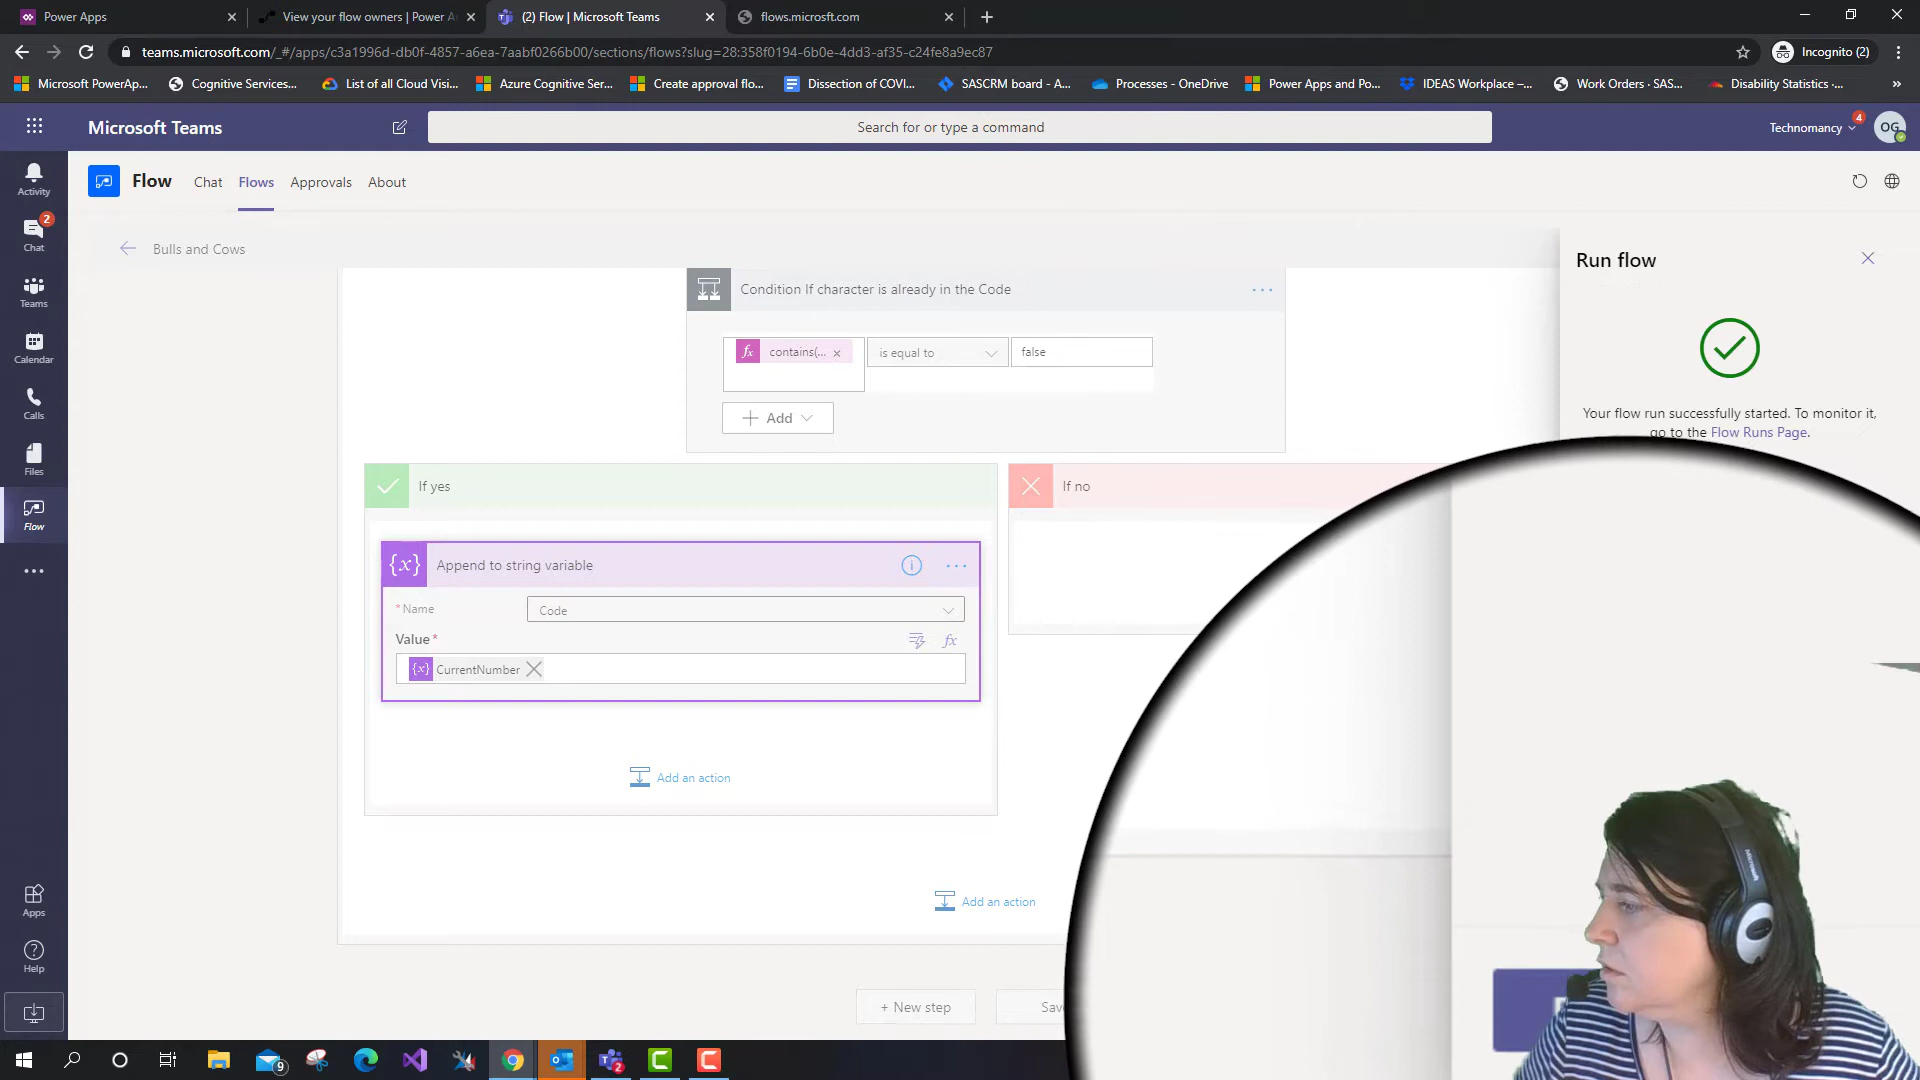 Power Apps
View your flow owners | Power A
(2) Flow | Microsoft Teams
flows.microsft.com
teams.microsoft.com/_#/apps/c3a1996d-db0f-4857-a6ea-7aabf0266b00/sections/flows?slug=28:358f0194-6b0e-4dd3-af35-c24fe8a9ec87
Incognito (2)
Microsoft PowerAp...
Cognitive Services...
List of all Cloud Visi...
Azure Cognitive Ser...
Create approval flo...
Dissection of COVI...
SASCRM board - A...
Processes - OneDrive
Power Apps and Po...
IDEAS Workplace –...
Work Orders · SAS...
Disability Statistics ·...
»
Microsoft Teams
Search for or type a command
Technomancy
4
OG
Activity
Flow
Chat
Flows
Approvals
About
2
Chat
Bulls and Cows
Run flow
Teams
Condition If character is already in the Code
Calendar
fx contains(...
is equal to
false
Calls
Add
Your flow run successfully started. To monitor it,
go to the Flow Runs Page.
Files
If yes
If no
Flow
{x} Append to string variable
*Name
Code
Value*
fx
{x} CurrentNumber
Add an action
Add an action
Apps
Help
+ New step
9
2